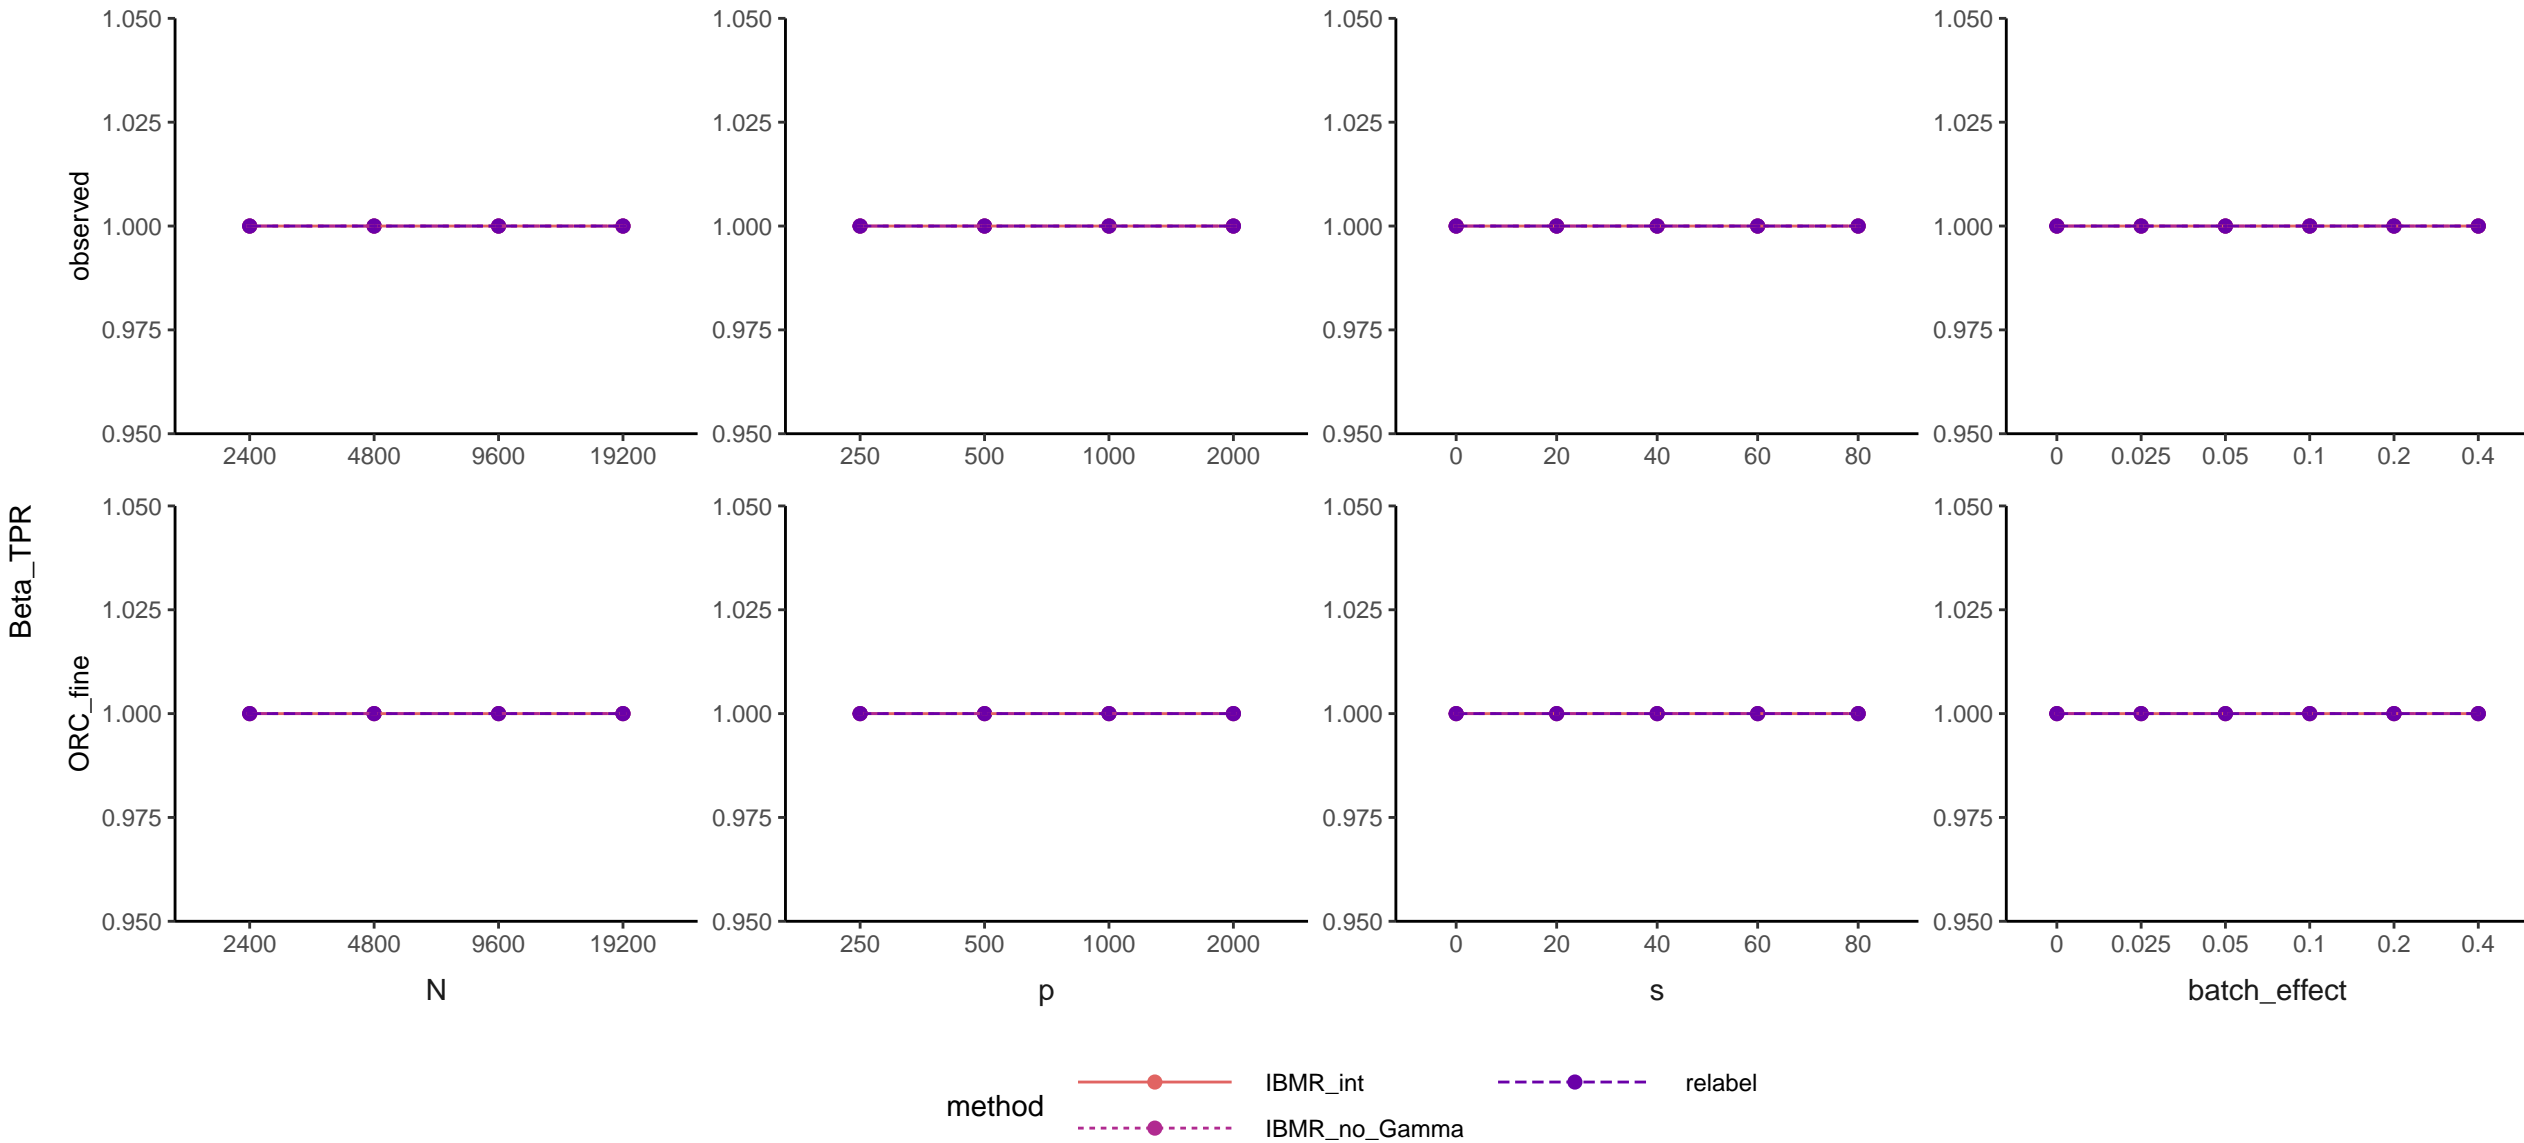 1.050 1.050 1.050 1.050
1.025 1.025 1.025 1.025
observed
1.000 1.000 1.000 1.000
0.975 0.975 0.975 0.975
0.950 0.950 0.950 0.950
2400 4800 9600 19200 250 500 1000 2000 0 20 40 60 80 0 0.025 0.05 0.1 0.2 0.4
Beta_TPR
1.050 1.050 1.050 1.050
1.025 1.025 1.025 1.025
ORC_fine
1.000 1.000 1.000 1.000
0.975 0.975 0.975 0.975
0.950 0.950 0.950 0.950
2400 4800 9600 19200 250 500 1000 2000 0 20 40 60 80 0 0.025 0.05 0.1 0.2 0.4
N p s batch_effect
method
IBMR_int relabel
IBMR_no_Gamma